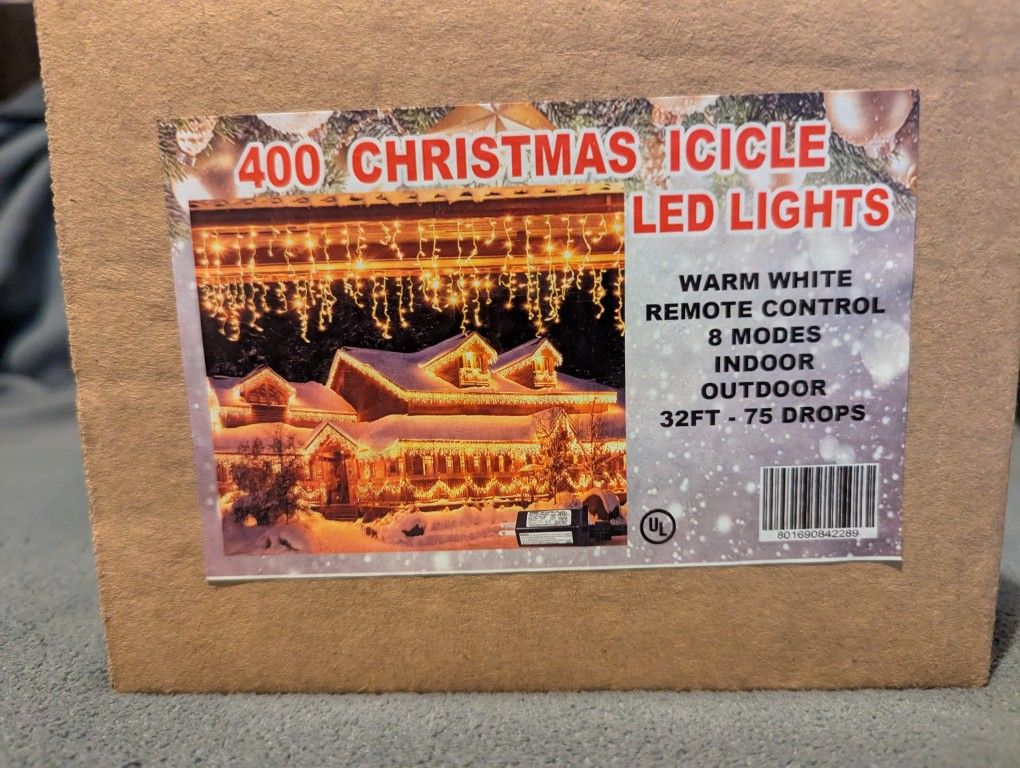 400 CHRISTMAS ICICLE
LED LIGHTS
WARM WHITE
REMOTE CONTROL
8 MODES
INDOOR
OUTDOOR
32FT - 75 DROPS
UL
801690842289